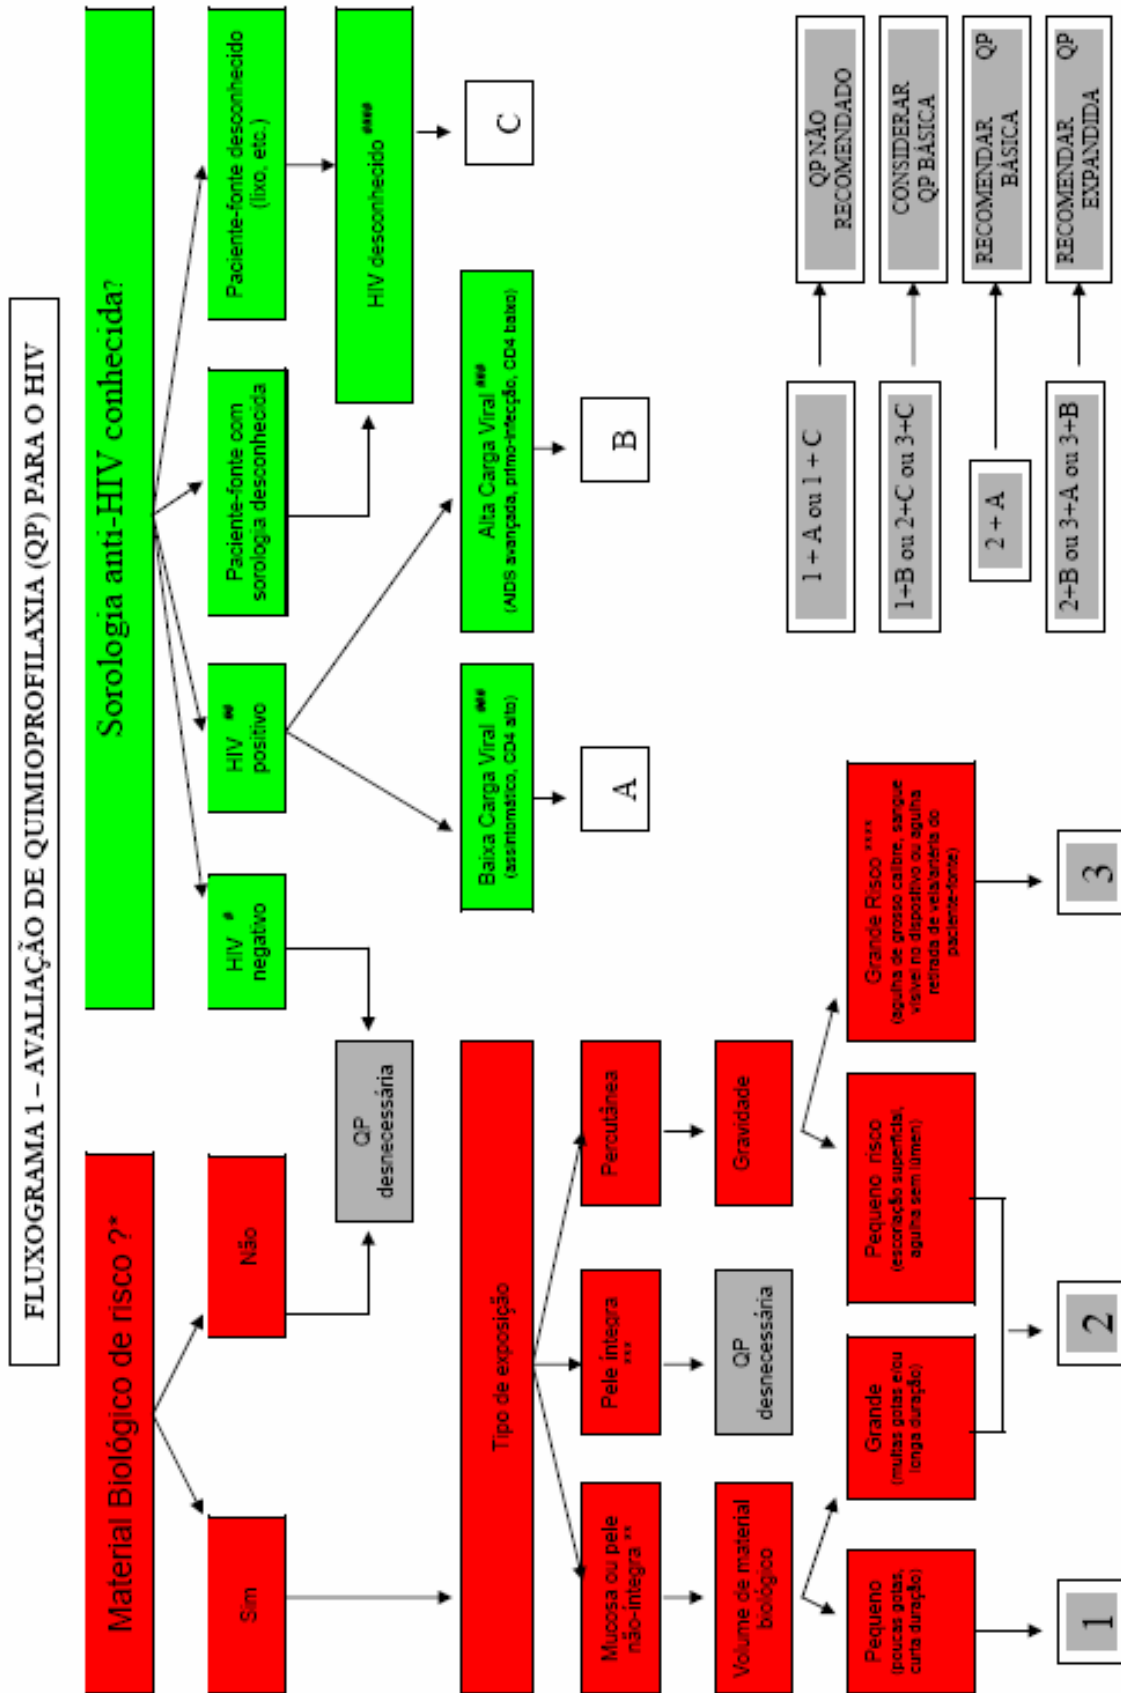 FLUXOGRAMA 1 – AVALIAÇÃO DE QUIMIOPROFILAXIA (QP) PARA O HIV
Material Biológico de risco ?*
Sim
Não
QP
desnecessária
Tipo de exposição
Mucosa ou pele
não-íntegra **
Pele íntegra
***
Percutânea
Volume de material
biológico
QP
desnecessária
Gravidade
Pequeno
(poucas gotas,
curta duração)
Grande
(muitas gotas e/ou
longa duração)
Pequeno risco
(escoriação superficial,
agulha sem lúmen)
Grande Risco ****
(agulha de grosso calibre, sangue
visível no dispositivo ou agulha
retirada de veia/artéria do
paciente-fonte)
1
2
3
Sorologia anti-HIV conhecida?
HIV #
negativo
HIV ##
positivo
Paciente-fonte com
sorologia desconhecida
Paciente-fonte desconhecido
(lixo, etc.)
HIV desconhecido ####
Baixa Carga Viral ###
(assintomático, CD4 alto)
Alta Carga Viral ###
(AIDS avançada, primo-infecção, CD4 baixo)
A
B
C
1 + A ou 1 + C
QP NÃO
RECOMENDADO
1+B ou 2+C ou 3+C
CONSIDERAR
QP BÁSICA
2 + A
RECOMENDAR QP
BÁSICA
2+B ou 3+A ou 3+B
RECOMENDAR QP
EXPANDIDA